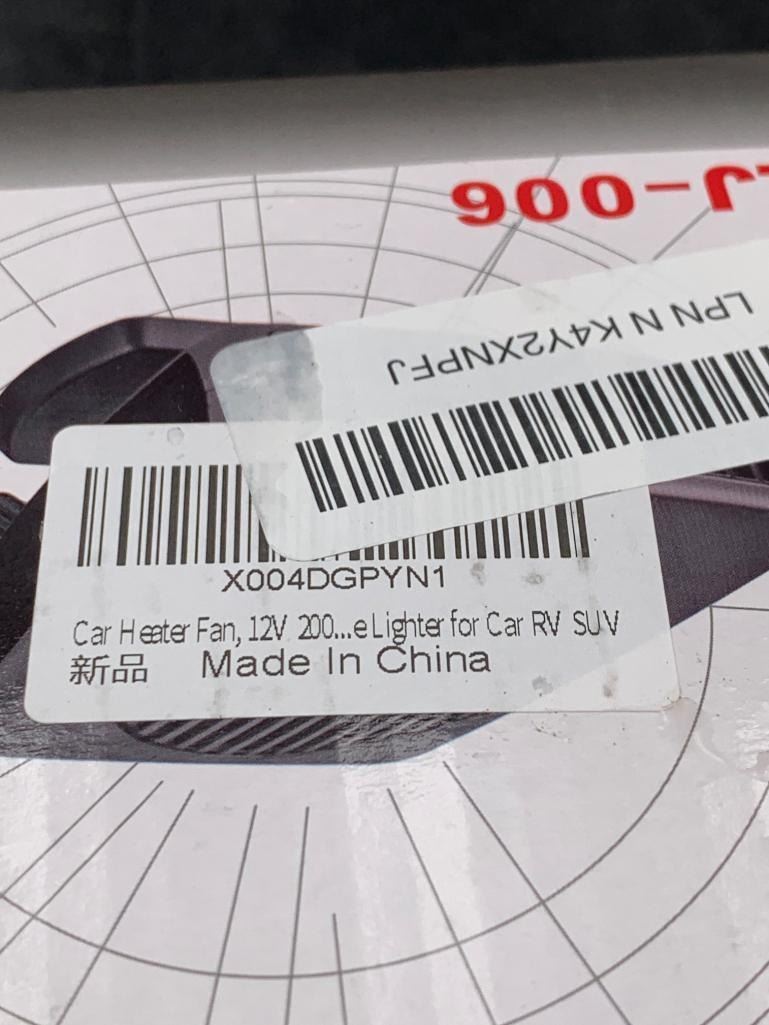 J-006
LPN N K4Y2XNPFJ
X004DGPYN1
Car Heater Fan, 12V 200...e Lighter for Car RV SUV
新品 Made In China